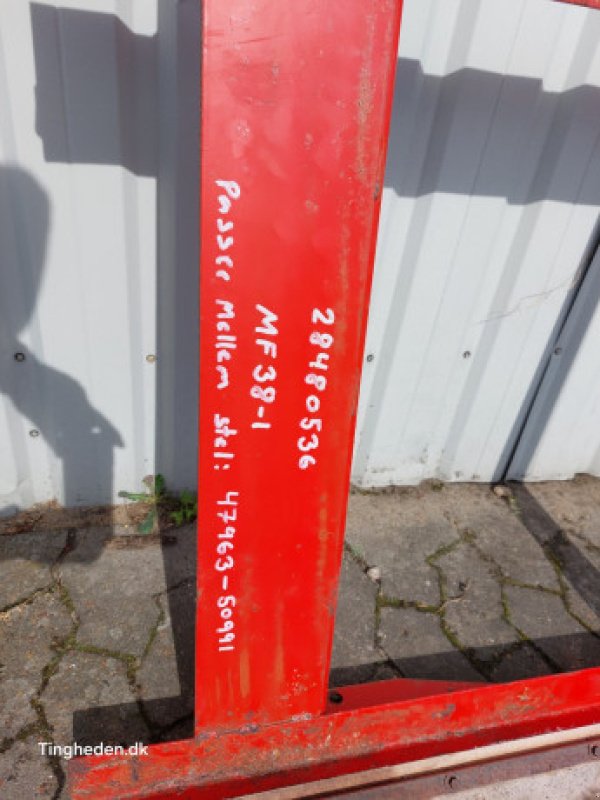 28480536
MF38-1
Passer Mellem stel: 47963-50991
Tingheden.dk